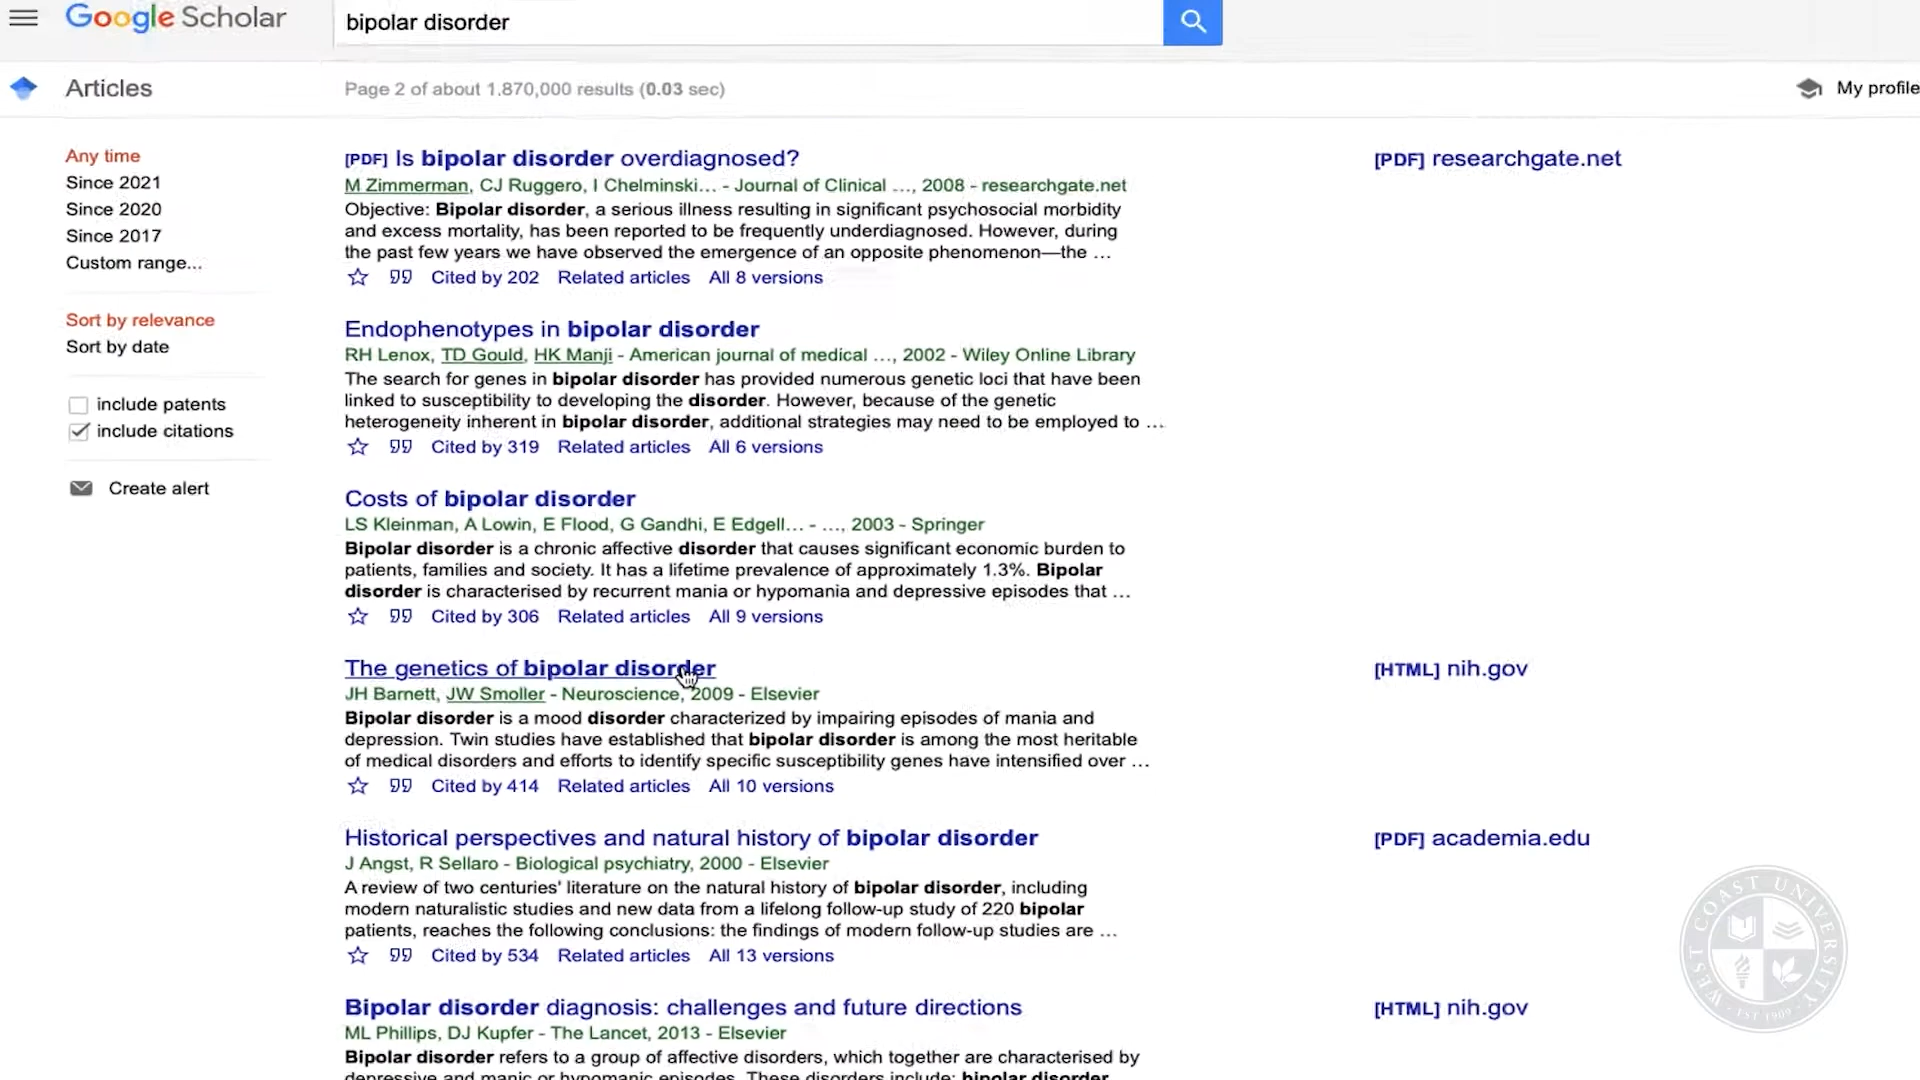 Google Scholar
bipolar disorder
Articles
Page 2 of about 1,870,000 results (0.03 sec)
My profile
Any time
Since 2021
Since 2020
Since 2017
Custom range...
Sort by relevance
Sort by date
include patents
include citations
Create alert
[PDF] Is bipolar disorder overdiagnosed?
[PDF] researchgate.net
M Zimmerman, CJ Ruggero, I Chelminski… - Journal of Clinical …, 2008 - researchgate.net
Objective: Bipolar disorder, a serious illness resulting in significant psychosocial morbidity
and excess mortality, has been reported to be frequently underdiagnosed. However, during
the past few years we have observed the emergence of an opposite phenomenon—the …
Cited by 202 Related articles All 8 versions
Endophenotypes in bipolar disorder
RH Lenox, TD Gould, HK Manji - American journal of medical …, 2002 - Wiley Online Library
The search for genes in bipolar disorder has provided numerous genetic loci that have been
linked to susceptibility to developing the disorder. However, because of the genetic
heterogeneity inherent in bipolar disorder, additional strategies may need to be employed to …
Cited by 319 Related articles All 6 versions
Costs of bipolar disorder
LS Kleinman, A Lowin, E Flood, G Gandhi, E Edgell… - …, 2003 - Springer
Bipolar disorder is a chronic affective disorder that causes significant economic burden to
patients, families and society. It has a lifetime prevalence of approximately 1.3%. Bipolar
disorder is characterised by recurrent mania or hypomania and depressive episodes that …
Cited by 306 Related articles All 9 versions
The genetics of bipolar disorder
[HTML] nih.gov
JH Barnett, JW Smoller - Neuroscience, 2009 - Elsevier
Bipolar disorder is a mood disorder characterized by impairing episodes of mania and
depression. Twin studies have established that bipolar disorder is among the most heritable
of medical disorders and efforts to identify specific susceptibility genes have intensified over …
Cited by 414 Related articles All 10 versions
Historical perspectives and natural history of bipolar disorder
[PDF] academia.edu
J Angst, R Sellaro - Biological psychiatry, 2000 - Elsevier
A review of two centuries' literature on the natural history of bipolar disorder, including
modern naturalistic studies and new data from a lifelong follow-up study of 220 bipolar
patients, reaches the following conclusions: the findings of modern follow-up studies are …
Cited by 534 Related articles All 13 versions
Bipolar disorder diagnosis: challenges and future directions
[HTML] nih.gov
ML Phillips, DJ Kupfer - The Lancet, 2013 - Elsevier
Bipolar disorder refers to a group of affective disorders, which together are characterised by
depressive and manic or hypomanic episodes. These disorders include: bipolar disorder
WEST COAST UNIVERSITY
EST 1909